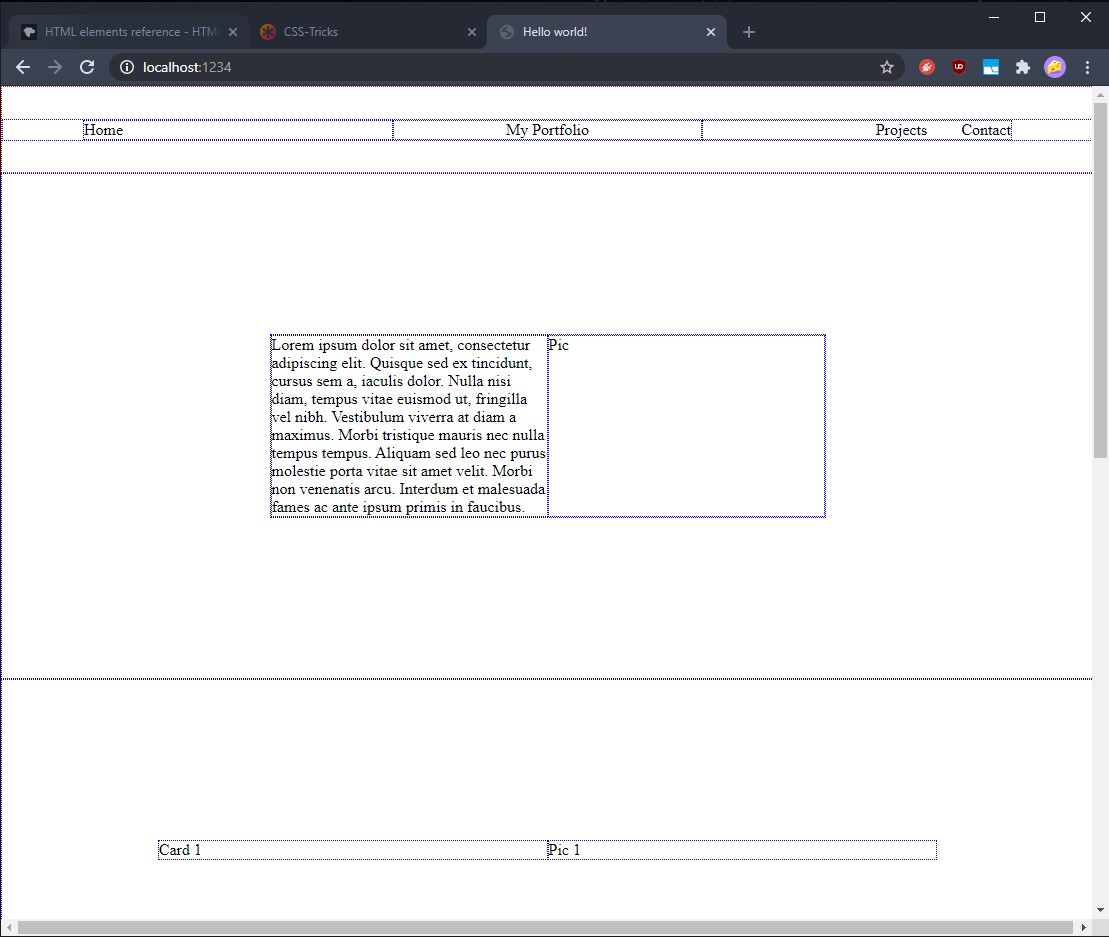 HTML elements reference - HTM
CSS-Tricks
Hello world!
localhost:1234
UD
Home
My Portfolio
Projects
Contact
Lorem ipsum dolor sit amet, consectetur
adipiscing elit. Quisque sed ex tincidunt,
cursus sem a, iaculis dolor. Nulla nisi
diam, tempus vitae euismod ut, fringilla
vel nibh. Vestibulum viverra at diam a
maximus. Morbi tristique mauris nec nulla
tempus tempus. Aliquam sed leo nec purus
molestie porta vitae sit amet velit. Morbi
non venenatis arcu. Interdum et malesuada
fames ac ante ipsum primis in faucibus.
Pic
Card 1
Pic 1